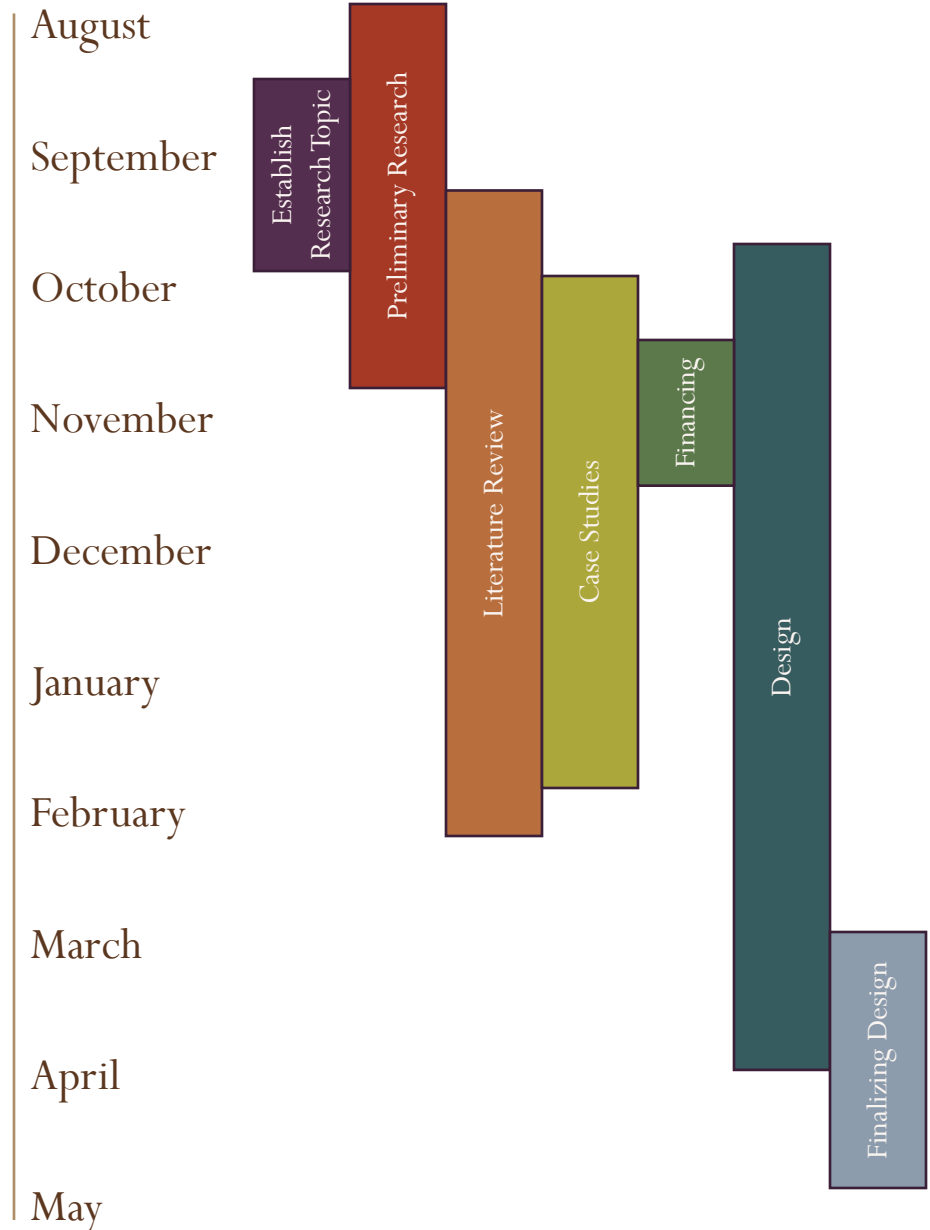 August
September
October
November
December
January
February
March
April
May
Establish
Research Topic
Preliminary Research
Literature Review
Case Studies
Financing
Design
Finalizing Design